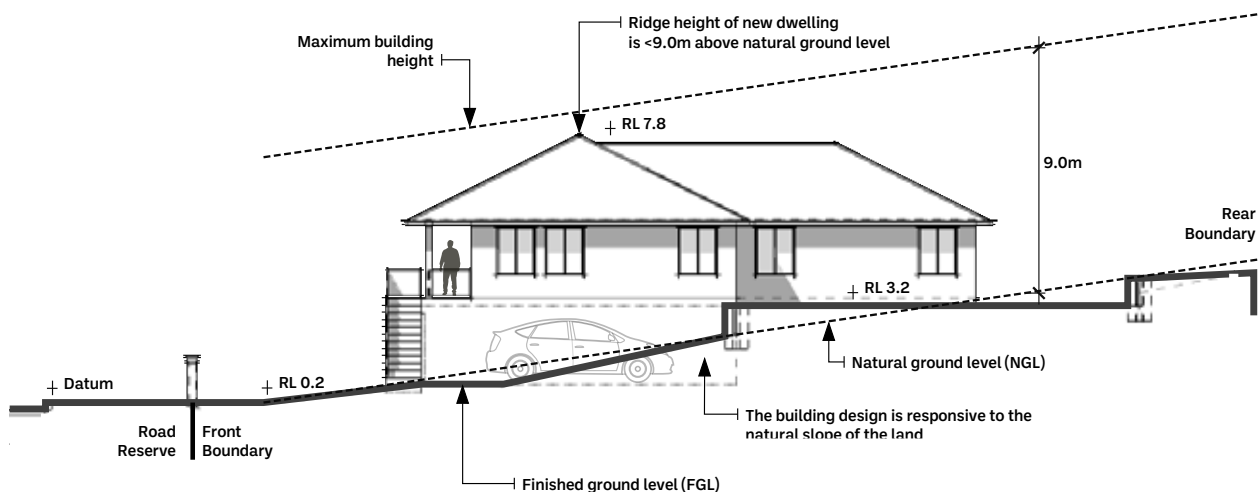 Ridge height of new dwelling
is <9.0m above natural ground level
Maximum building
height
RL 7.8
9.0m
Rear
Boundary
RL 3.2
Natural ground level (NGL)
Datum
RL 0.2
The building design is responsive to the
natural slope of the land
Road
Reserve
Front
Boundary
Finished ground level (FGL)